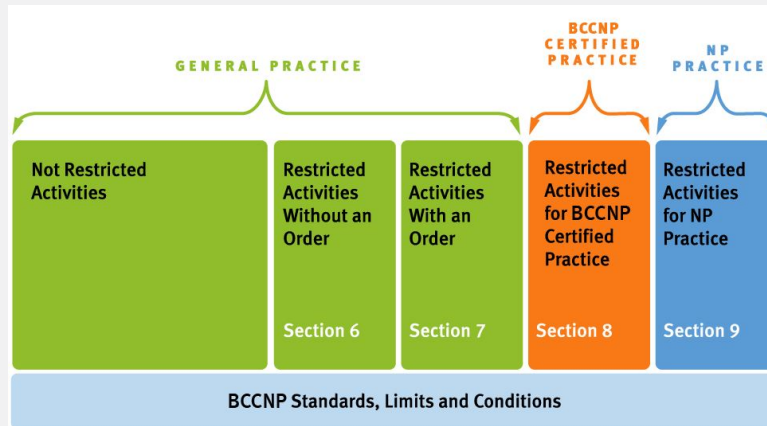 GENERAL PRACTICE
BCCNP
CERTIFIED
PRACTICE
NP
PRACTICE
Not Restricted
Activities
Restricted
Activities
Without an
Order
Section 6
Restricted
Activities
With an
Order
Section 7
Restricted
Activities
for BCCNP
Certified
Practice
Section 8
Restricted
Activities
for NP
Practice
Section 9
BCCNP Standards, Limits and Conditions